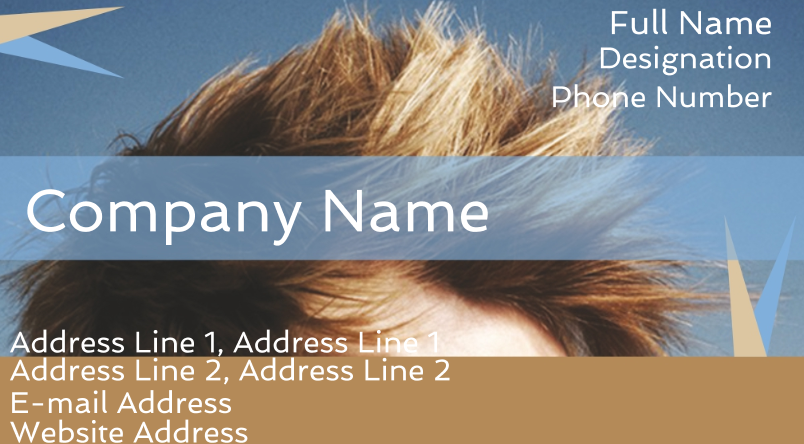 Full Name
Designation
Phone Number
Company Name
Address Line 1, Address Line 1
Address Line 2, Address Line 2
E-mail Address
Website Address